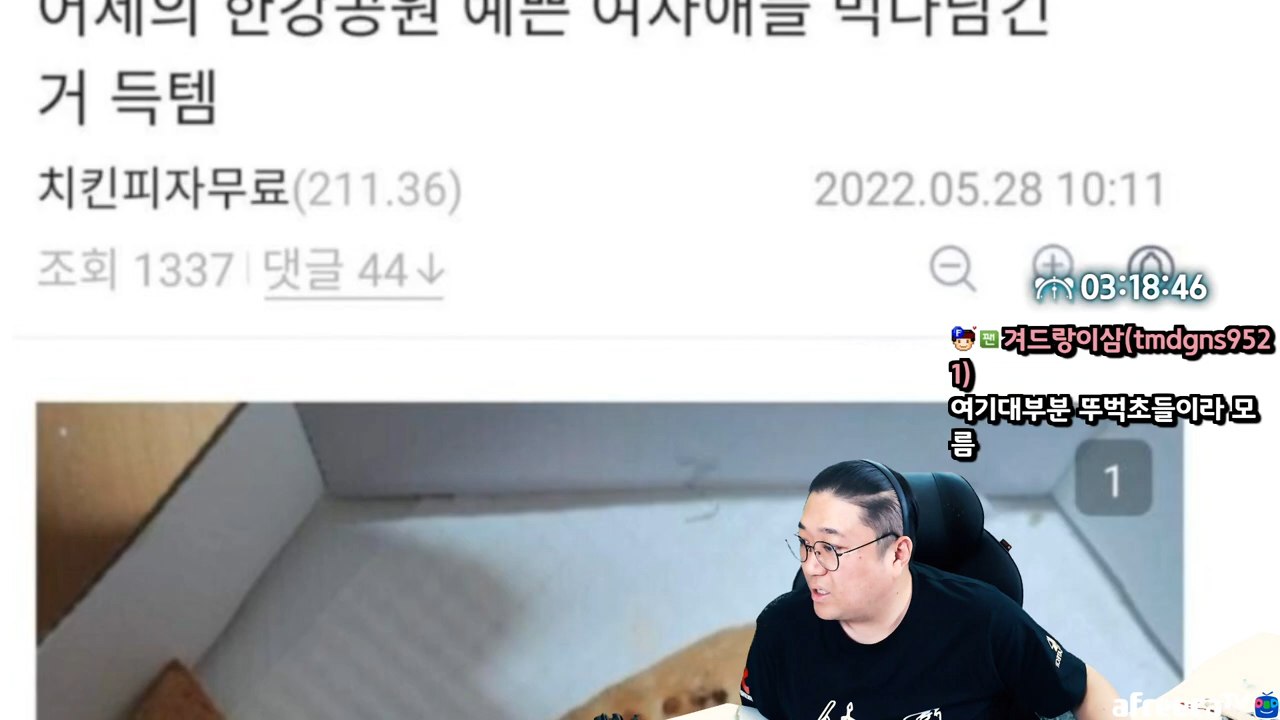 어제의 한강공원 예쁜 여자애들 먹다남긴
거 득템
치킨피자무료(211.36)
2022.05.28 10:11
조회 1337
댓글 44↓
03:18:46
F
팬 겨드랑이삼(tmdgns952
1)
여기대부분 뚜벅초들이라 모
름
1
afreecaTV